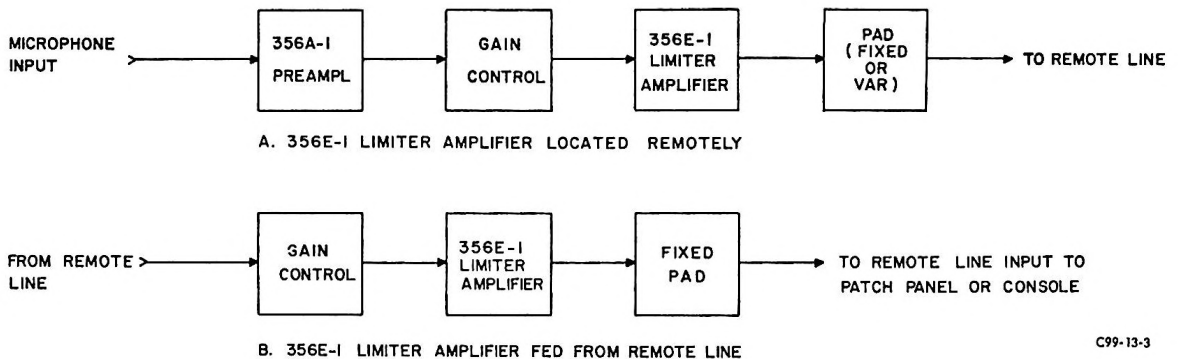 MICROPHONE
INPUT
356A-1
PREAMPL
GAIN
CONTROL
356E-1
LIMITER
AMPLIFIER
PAD
(FIXED
OR
VAR)
TO REMOTE LINE
A. 356E-1 LIMITER AMPLIFIER LOCATED REMOTELY
FROM REMOTE
LINE
GAIN
CONTROL
356E-1
LIMITER
AMPLIFIER
FIXED
PAD
TO REMOTE LINE INPUT TO
PATCH PANEL OR CONSOLE
B. 356E-1 LIMITER AMPLIFIER FED FROM REMOTE LINE
C99-13-3